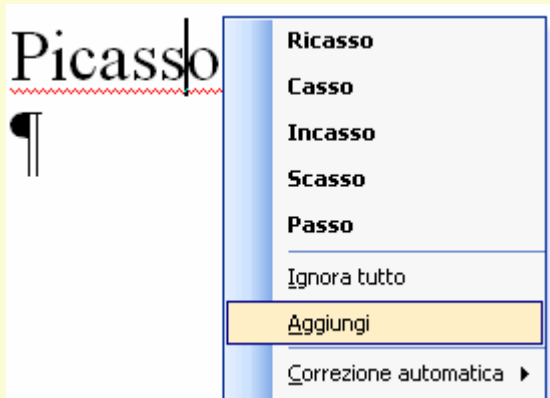 Picasso
¶
Ricasso
Casso
Incasso
Scasso
Passo
Ignora tutto
Aggiungi
Correzione automatica